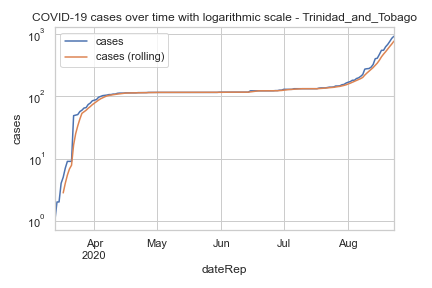 COVID-19 cases over time with logarithmic scale - Trinidad_and_Tobago
cases
cases (rolling)
10³
10²
10¹
10⁰
cases
Apr
2020
May
Jun
Jul
Aug
dateRep